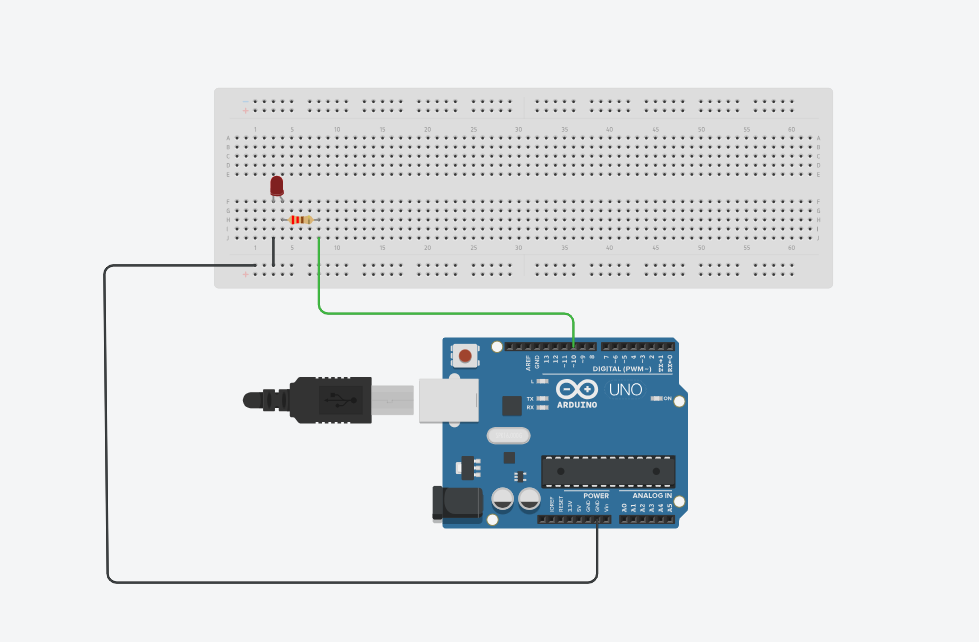 1 5 10 15 20 25 30 35 40 45 50 55 60
A A
B B
C C
D D
E E
F F
G G
H H
I I
J J
1 5 10 15 20 25 30 35 40 45 50 55 60
AREF GND 13 12 ~11 ~10 ~9 8 7 ~6 ~5 4 ~3 2 TX→1 RX←0
DIGITAL (PWM~)
L
TX
RX
UNO
ARDUINO
ON
POWER ANALOG IN
IOREF RESET 3.3V 5V GND GND Vin A0 A1 A2 A3 A4 A5